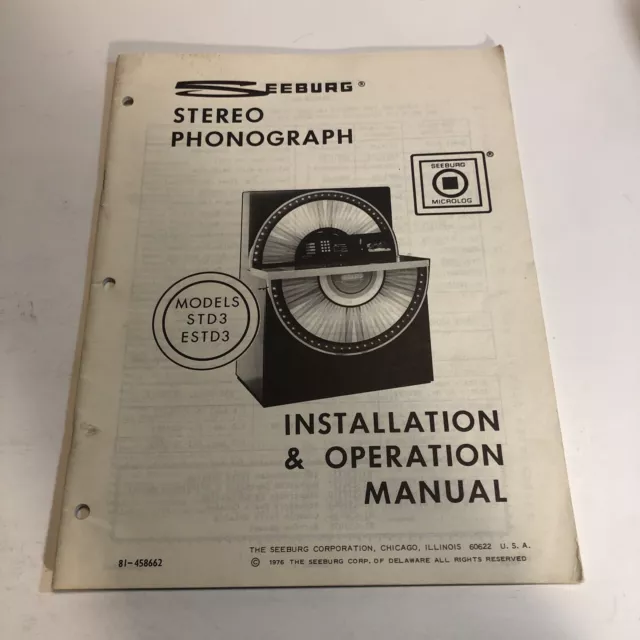 SEEBURG®
STEREO
PHONOGRAPH
SEEBURG
MICROLOG
®
MODELS
STD3
ESTD3
INSTALLATION
& OPERATION
MANUAL
THE SEEBURG CORPORATION, CHICAGO, ILLINOIS 60622 U. S. A.
81-458662
© 1976 THE SEEBURG CORP. OF DELAWARE ALL RIGHTS RESERVED